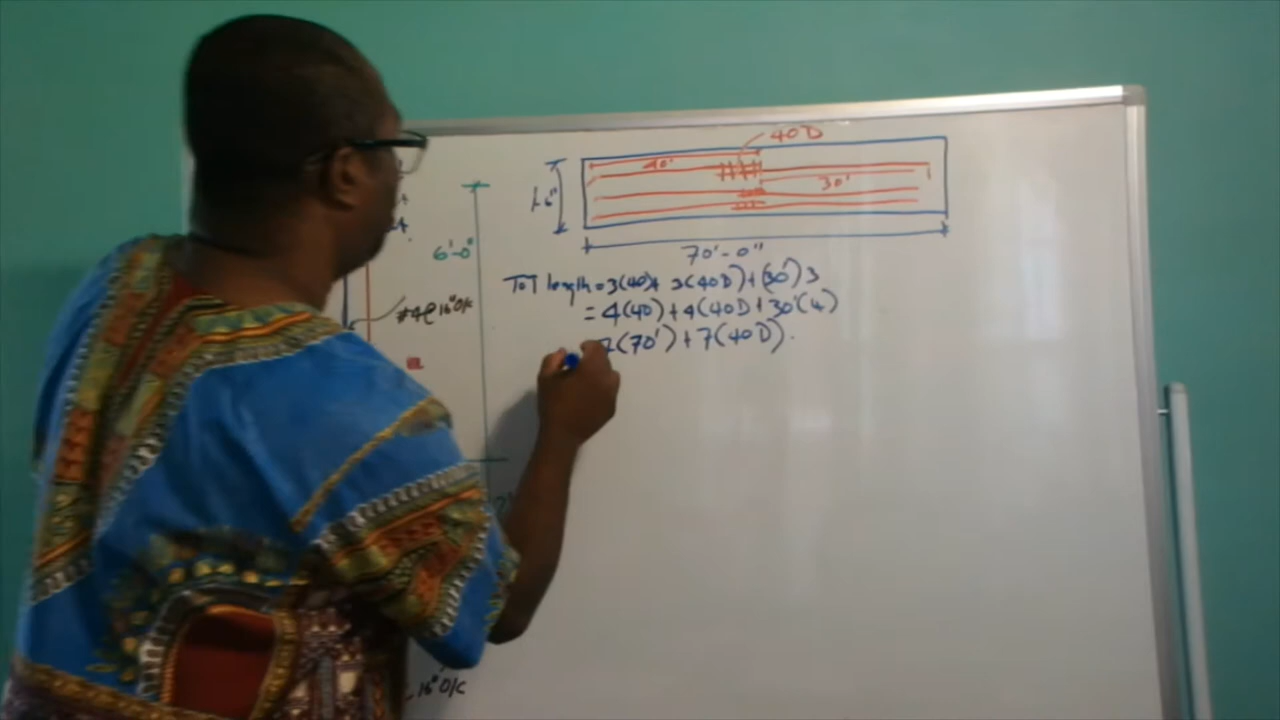 40D
40'
30'
6'-0"
70'-0"
#4@16"O/C
Tot length = 3(40) + 3(40D) + (30') 3
= 4(40) + 4(40D + 30'(4)
7(70') + 7(40D).
16" O/C